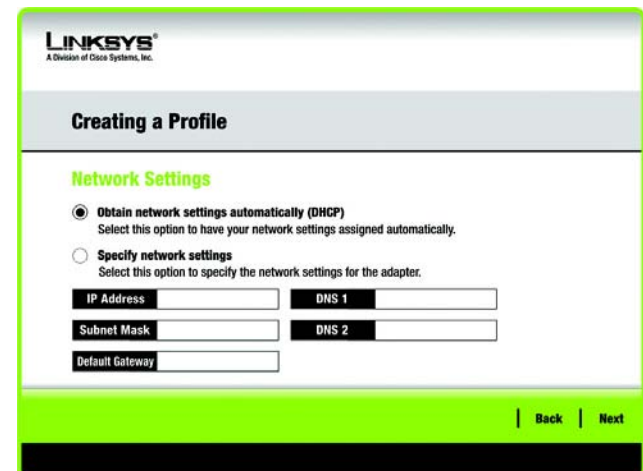 LINKSYS®
A Division of Cisco Systems, Inc.
Creating a Profile
Network Settings
Obtain network settings automatically (DHCP)
Select this option to have your network settings assigned automatically.
Specify network settings
Select this option to specify the network settings for the adapter.
IP Address
DNS 1
Subnet Mask
DNS 2
Default Gateway
Back
Next